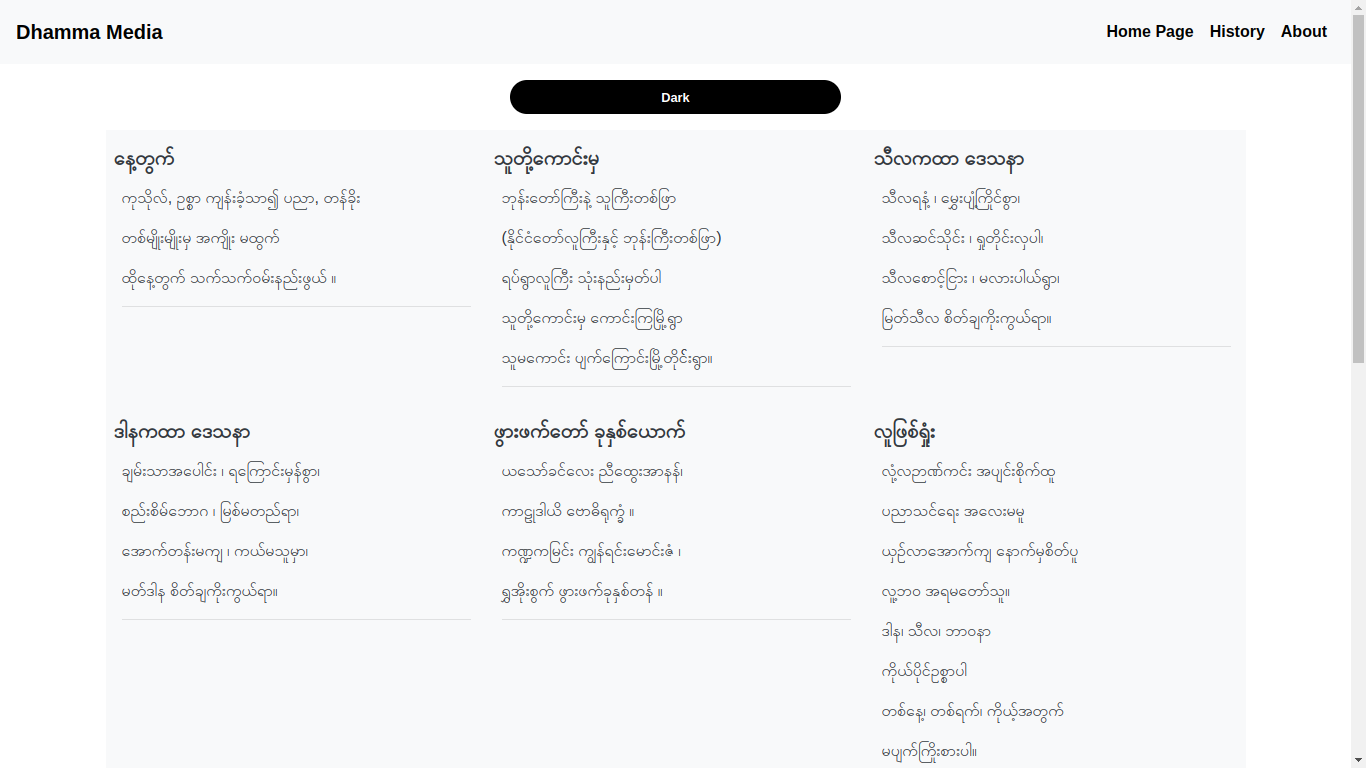 Dhamma Media
Home Page
History
About
Dark
နေ့တွက်
ကုသိုလ်, ဥစ္စာ ကျန်းခံ့သာ၍ ပညာ, တန်ခိုး
တစ်မျိုးမျိုးမှ အကျိုး မထွက်
ထိုနေ့တွက် သက်သက်ဝမ်းနည်းဖွယ် ။
သူတို့ကောင်းမှ
ဘုန်းတော်ကြီးနဲ့ သူကြီးတစ်ဖြာ
(နိုင်ငံတော်လူကြီးနှင့် ဘုန်းကြီးတစ်ဖြာ)
ရပ်ရွာလူကြီး သုံးနည်းမှတ်ပါ
သူတို့ကောင်းမှ ကောင်းကြမြို့ရွာ
သူမကောင်း ပျက်ကြောင်းမြို့တိုင်းရွာ။
သီလကထာ ဒေသနာ
သီလရနံ့ ၊ မွှေးပျံ့ကြိုင်စွာ၊
သီလဆင်သိုင်း ၊ ရှုတိုင်းလှပါ၊
သီလစောင့်ငြား ၊ မလားပါယ်ရွာ၊
မြတ်သီလ စိတ်ချကိုးကွယ်ရာ။
ဒါနကထာ ဒေသနာ
ချမ်းသာအပေါင်း ၊ ရကြောင်းမှန်စွာ၊
စည်းစိမ်ဘောဂ ၊ မြစ်မတည်ရာ၊
အောက်တန်းမကျ ၊ ကယ်မသူမှာ၊
မတ်ဒါန စိတ်ချကိုးကွယ်ရာ။
ဖွားဖက်တော် ခုနှစ်ယောက်
ယသော်ခင်လေး ညီထွေးအာနန်၊
ကာဠုဒါယိ ဗောဓိရုက္ခံ ။
ကဏ္ဍကမြင်း ကျွန်ရင်းမောင်းဇံ ၊
ရွှအိုးစွက် ဖွားဖက်ခုနှစ်တန် ။
လူဖြစ်ရှုံး
လုံ့လဉာဏ်ကင်း အပျင်းစိုက်ထူ
ပညာသင်ရေး အလေးမမူ
ယှဉ်လာအောက်ကျ နောက်မှစိတ်ပူ
လူ့ဘဝ အရမတော်သူ။
ဒါန၊ သီလ၊ ဘာဝနာ
ကိုယ်ပိုင်ဥစ္စာပါ
တစ်နေ့၊ တစ်ရက်၊ ကိုယ့်အတွက်
မပျက်ကြိုးစားပါ။